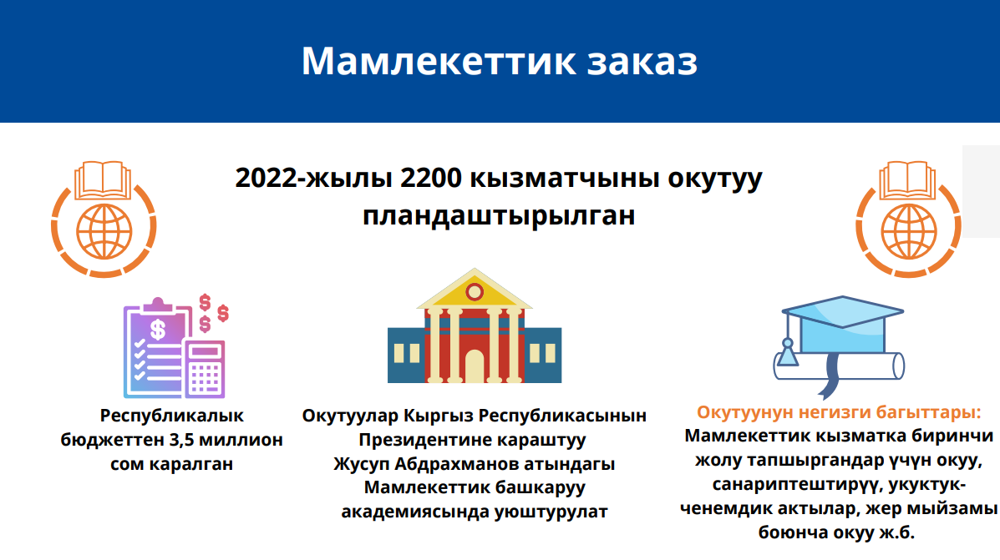 Мамлекеттик заказ
2022-жылы 2200 кызматчыны окутуу
пландаштырылган
Республикалык
бюджеттен 3,5 миллион
сом каралган
Окутуулар Кыргыз Республикасынын
Президентине караштуу
Жусуп Абдрахманов атындагы
Мамлекеттик башкаруу
академиясында уюштурулат
Окутуунун негизги багыттары:
Мамлекеттик кызматка биринчи
жолу тапшыргандар үчүн окуу,
санариптештирүү, укуктук-
ченемдик актылар, жер мыйзамы
боюнча окуу ж.б.